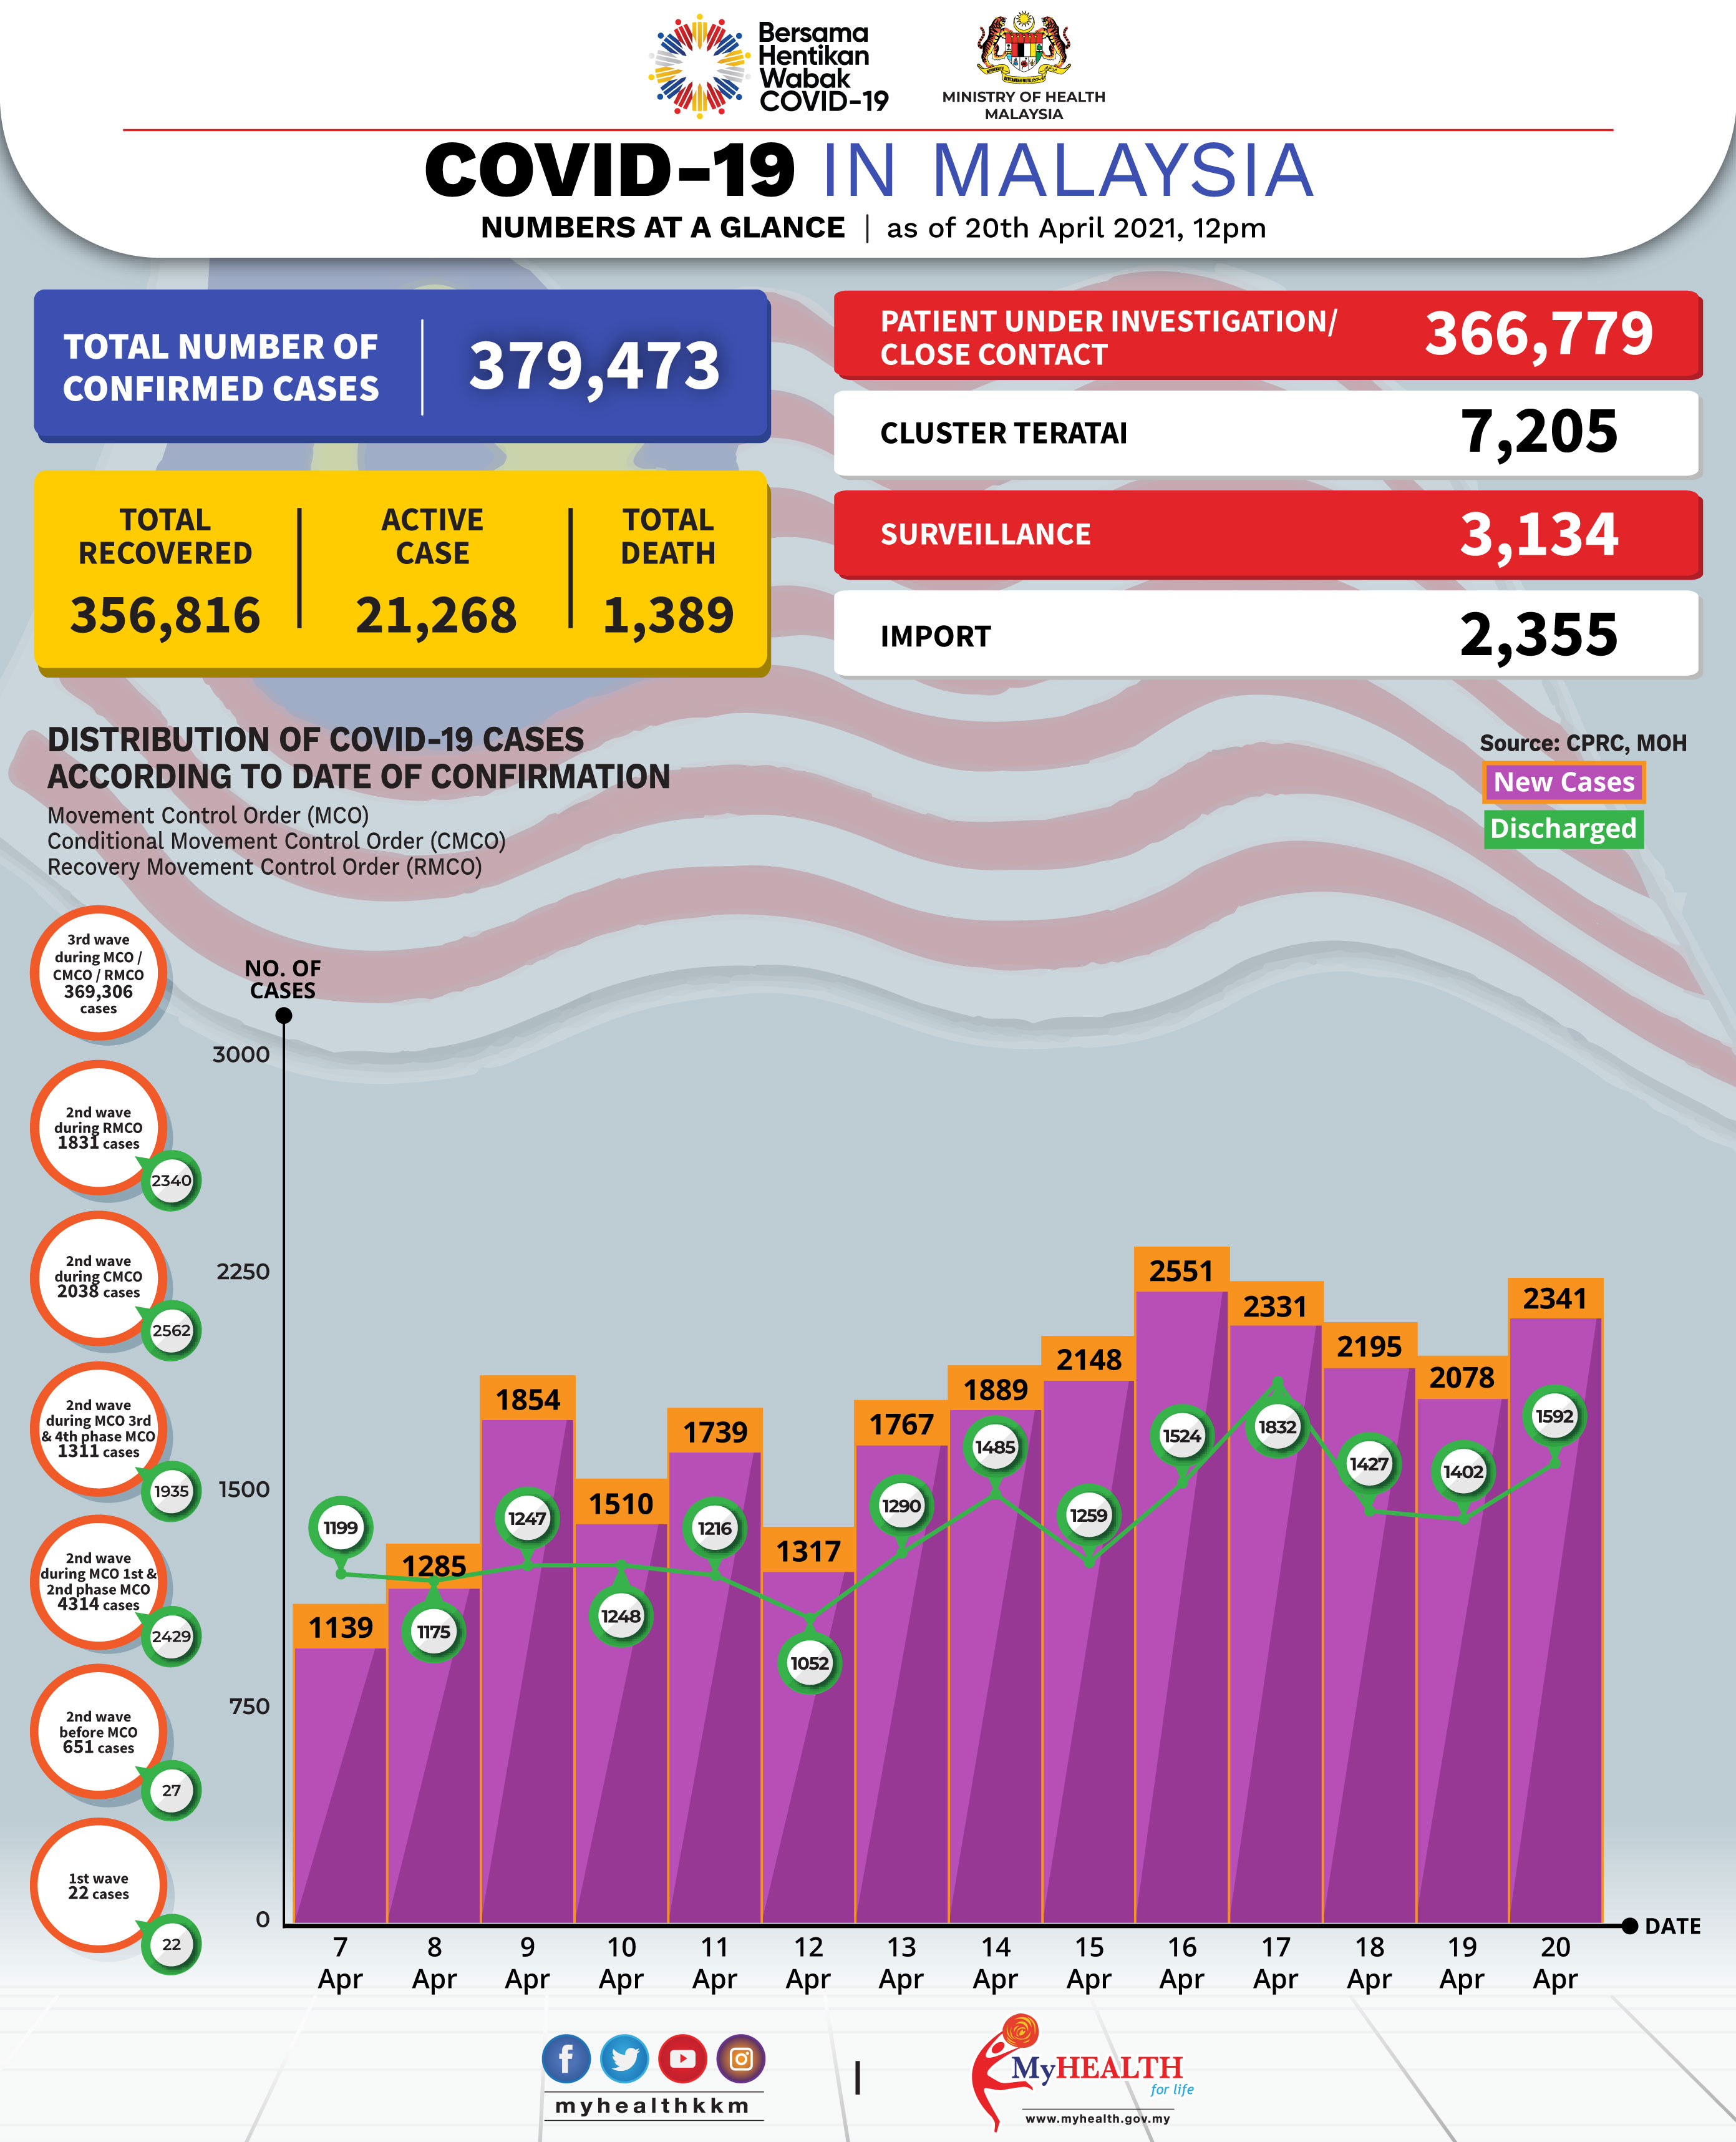 Bersama
Hentikan
Wabak
COVID-19
MINISTRY OF HEALTH
MALAYSIA
COVID-19 IN MALAYSIA
NUMBERS AT A GLANCE | as of 20th April 2021, 12pm
TOTAL NUMBER OF
CONFIRMED CASES
379,473
TOTAL
RECOVERED
356,816
ACTIVE
CASE
21,268
TOTAL
DEATH
1,389
PATIENT UNDER INVESTIGATION/
CLOSE CONTACT
366,779
CLUSTER TERATAI
7,205
SURVEILLANCE
3,134
IMPORT
2,355
DISTRIBUTION OF COVID-19 CASES
ACCORDING TO DATE OF CONFIRMATION
Movement Control Order (MCO)
Conditional Movement Control Order (CMCO)
Recovery Movement Control Order (RMCO)
Source: CPRC, MOH
New Cases
Discharged
3rd wave
during MCO /
CMCO / RMCO
369,306
cases
2nd wave
during RMCO
1831 cases
2340
2nd wave
during CMCO
2038 cases
2562
2nd wave
during MCO 3rd
& 4th phase MCO
1311 cases
1935
2nd wave
during MCO 1st &
2nd phase MCO
4314 cases
2429
2nd wave
before MCO
651 cases
27
1st wave
22 cases
22
NO. OF
CASES
3000
2250
1500
750
0
1139
1285
1854
1510
1739
1317
1767
1889
2148
2551
2331
2195
2078
2341
1199
1175
1247
1248
1216
1052
1290
1485
1259
1524
1832
1427
1402
1592
DATE
7
Apr
8
Apr
9
Apr
10
Apr
11
Apr
12
Apr
13
Apr
14
Apr
15
Apr
16
Apr
17
Apr
18
Apr
19
Apr
20
Apr
myhealthkkm
MyHEALTH
for life
www.myhealth.gov.my